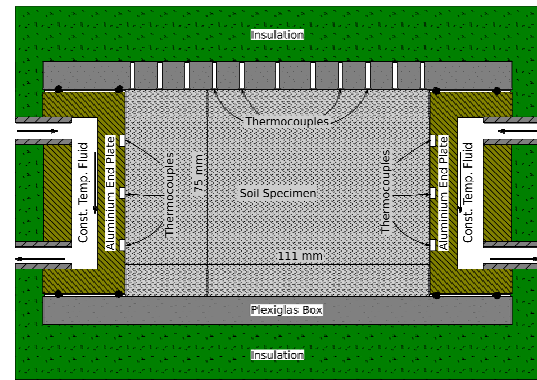 Insulation
Thermocouples
Const. Temp. Fluid
Aluminium End Plate
Thermocouples
75 mm
Soil Specimen
Thermocouples
Aluminium End Plate
Const. Temp. Fluid
111 mm
Plexiglas Box
Insulation